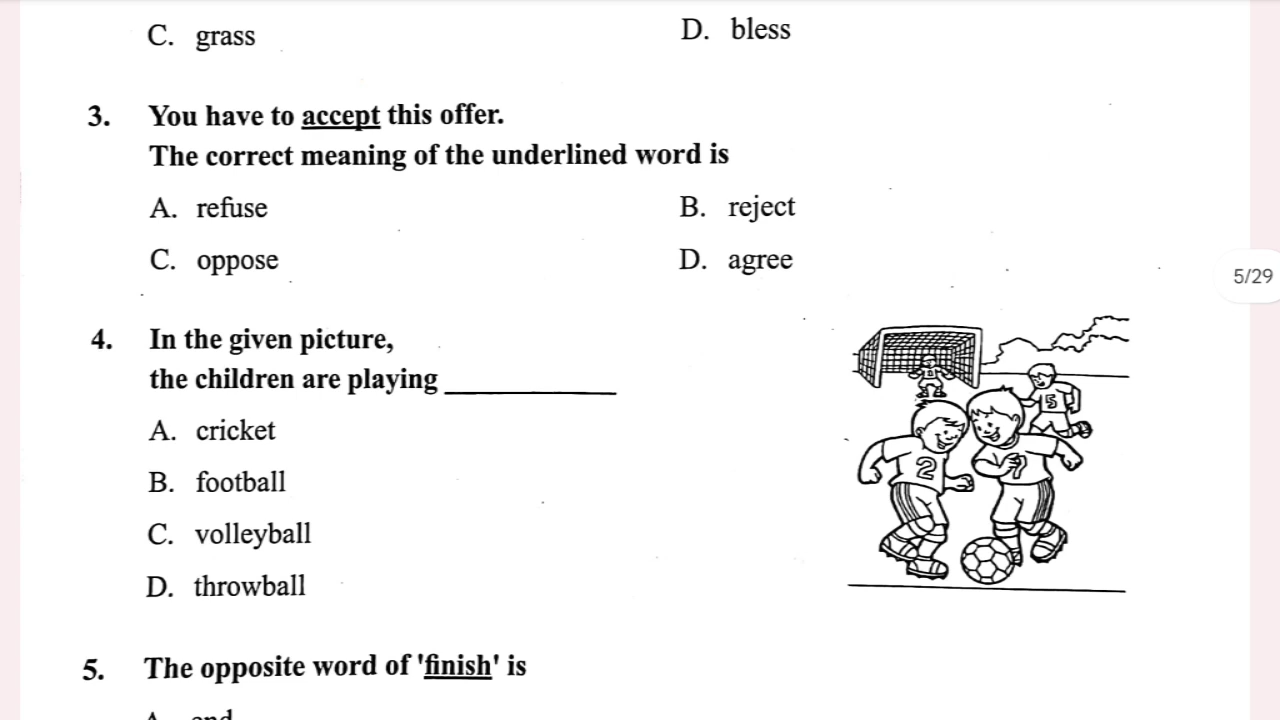 C. grass
D. bless
3. You have to accept this offer.
The correct meaning of the underlined word is
A. refuse
B. reject
C. oppose
D. agree
5/29
4. In the given picture,
the children are playing ____________
A. cricket
B. football
C. volleyball
D. throwball
5
2
7
5. The opposite word of 'finish' is
A. end